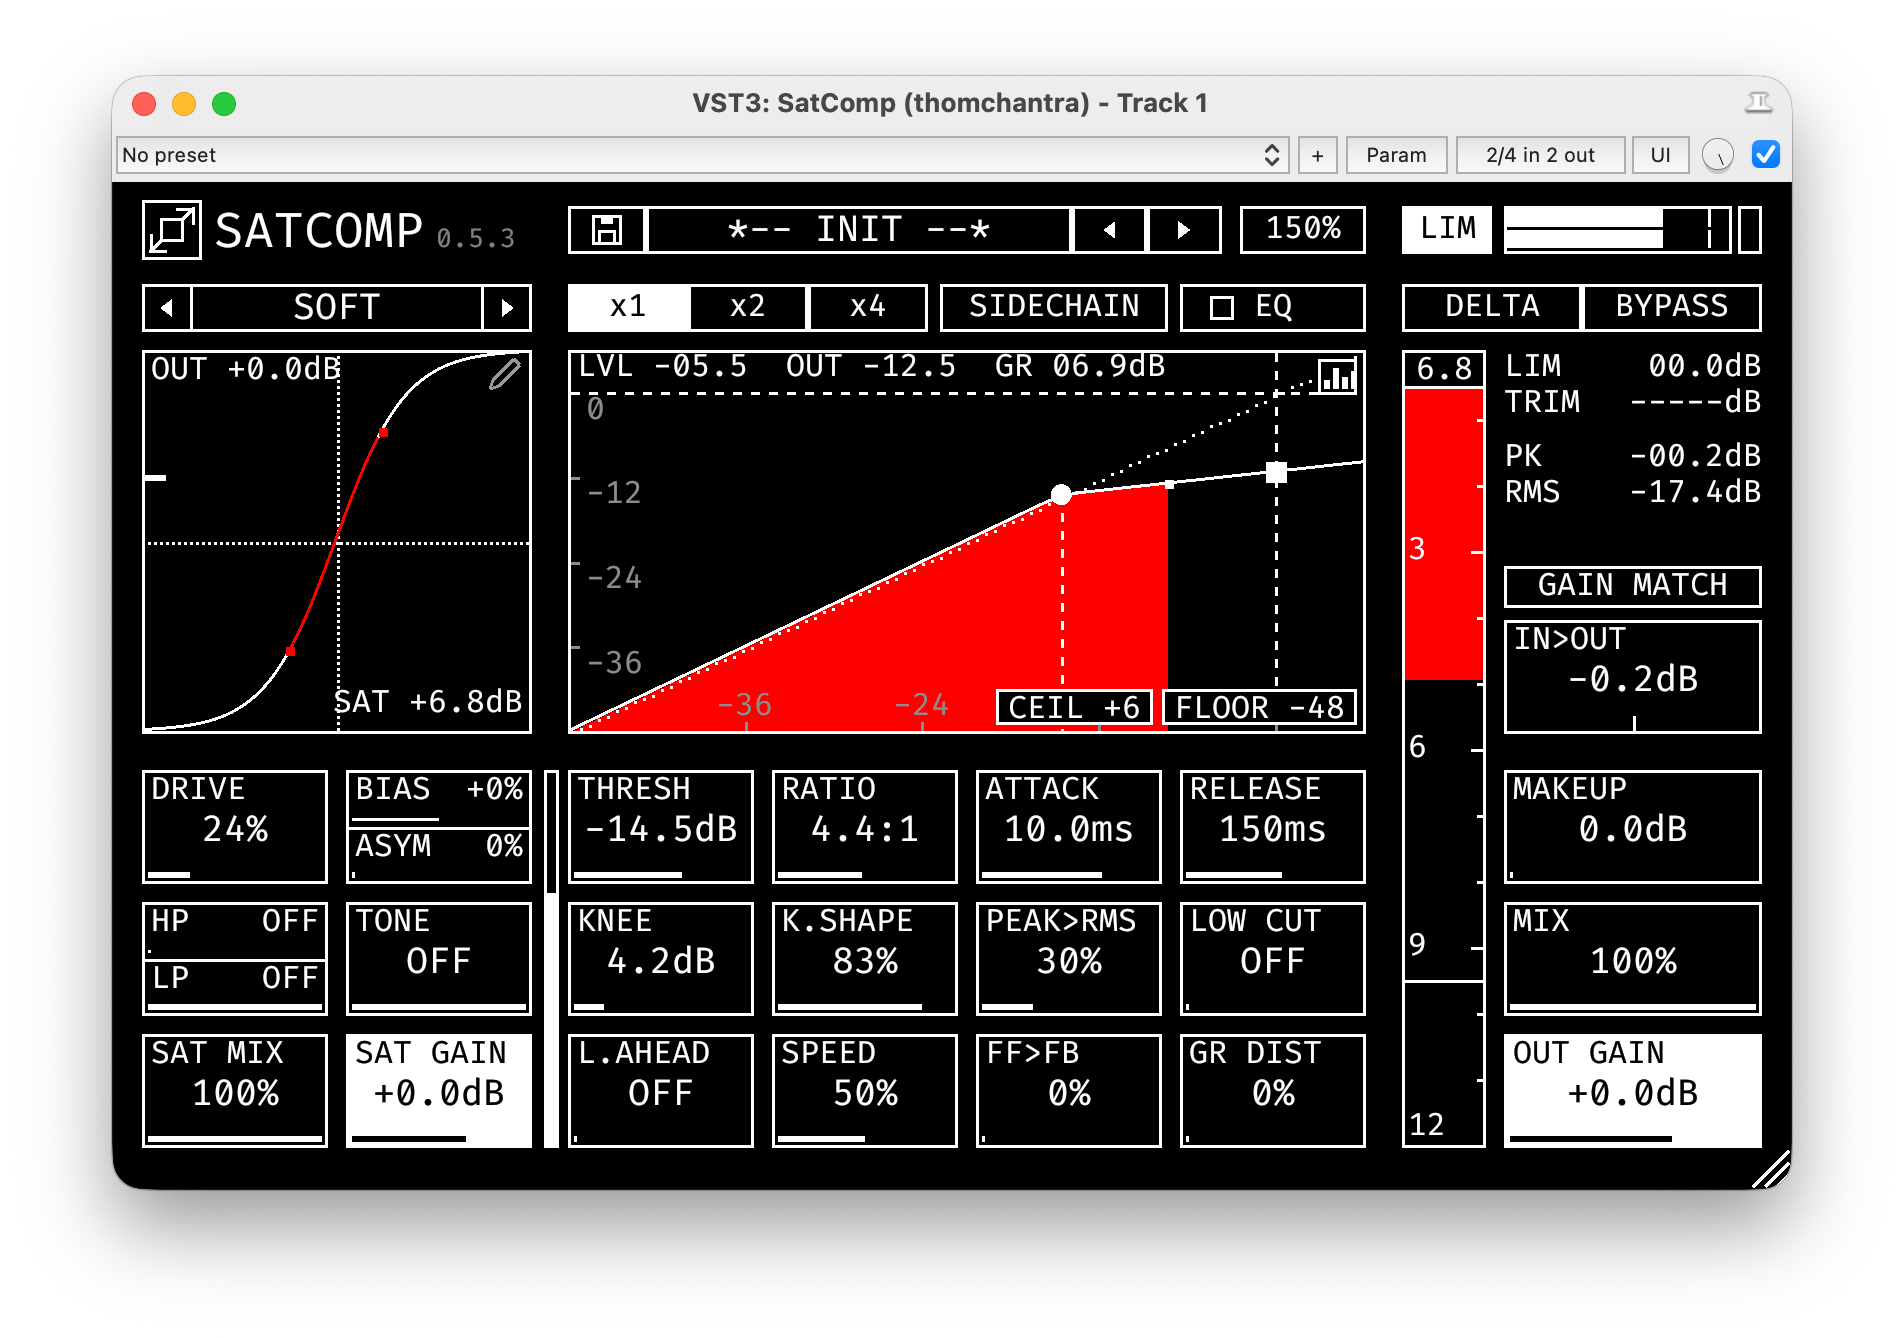 VST3: SatComp (thomchantra) - Track 1
No preset
+
Param
2/4 in 2 out
UI
SATCOMP 0.5.3
*-- INIT --*
150%
LIM
SOFT
x1
x2
x4
SIDECHAIN
EQ
DELTA
BYPASS
OUT +0.0dB
SAT +6.8dB
LVL -05.5 OUT -12.5 GR 06.9dB
0
-12
-24
-36
-36
-24
CEIL +6
FLOOR -48
6.8
3
6
9
12
LIM 00.0dB
TRIM -----dB
PK -00.2dB
RMS -17.4dB
GAIN MATCH
IN>OUT
-0.2dB
DRIVE
24%
BIAS +0%
ASYM 0%
THRESH
-14.5dB
RATIO
4.4:1
ATTACK
10.0ms
RELEASE
150ms
MAKEUP
0.0dB
HP OFF
LP OFF
TONE
OFF
KNEE
4.2dB
K.SHAPE
83%
PEAK>RMS
30%
LOW CUT
OFF
MIX
100%
SAT MIX
100%
SAT GAIN
+0.0dB
L.AHEAD
OFF
SPEED
50%
FF>FB
0%
GR DIST
0%
OUT GAIN
+0.0dB